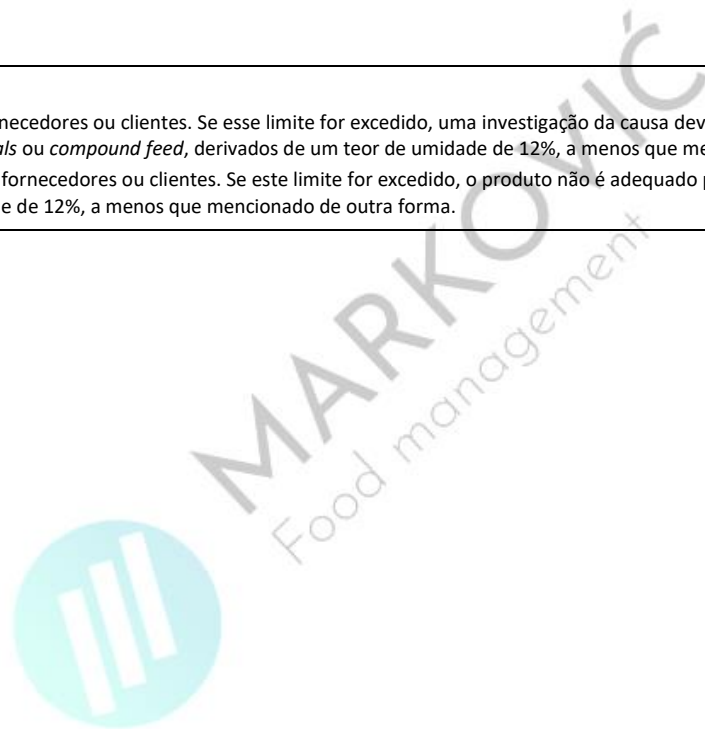 necedores ou clientes. Se esse limite for excedido, uma investigação da causa dev
als ou compound feed, derivados de um teor de umidade de 12%, a menos que me
fornecedores ou clientes. Se este limite for excedido, o produto não é adequado p
e de 12%, a menos que mencionado de outra forma.
MARKOVIĆ
Food management